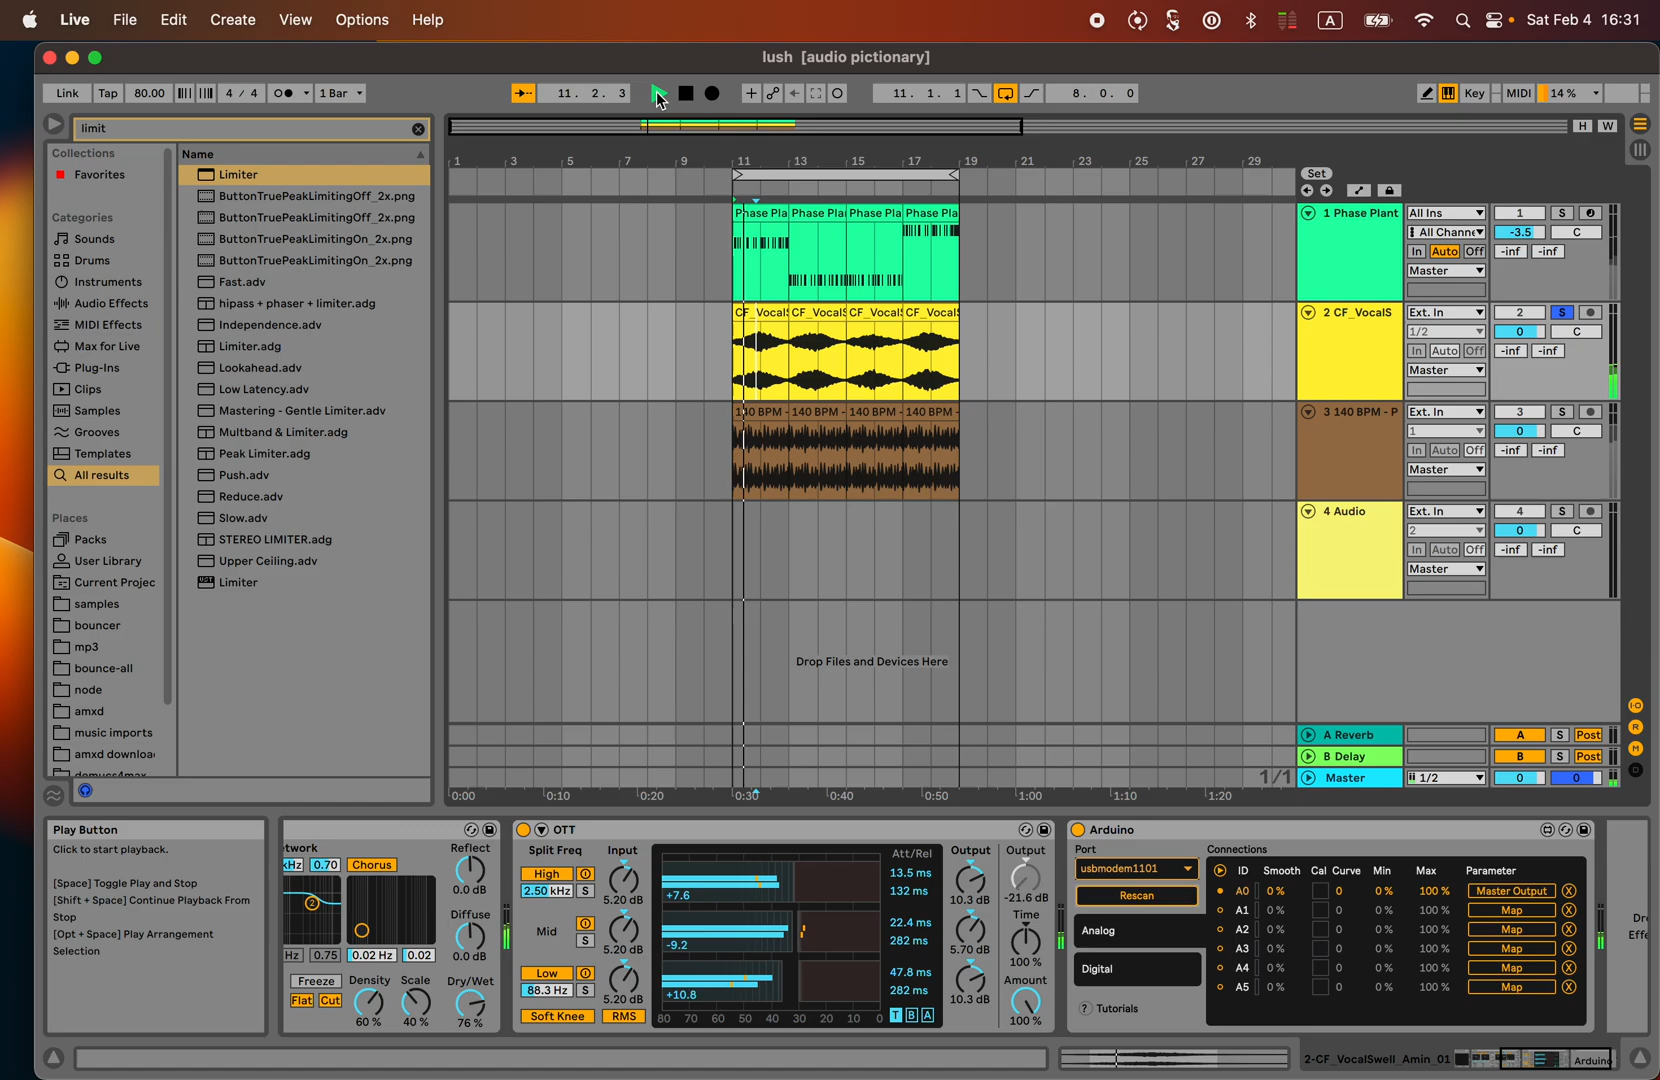 Live File Edit Create View Options Help
A Sat Feb 4 16:31
lush [audio pictionary]
Link Tap 80.00 4 / 4 1 Bar
11. 2. 3
11. 1. 1
8. 0. 0
Key MIDI 14 %
limit
H W
Collections
Favorites
Categories
Sounds
Drums
Instruments
Audio Effects
MIDI Effects
Max for Live
Plug-Ins
Clips
Samples
Grooves
Templates
All results
Places
Packs
User Library
Current Projec
samples
bouncer
mp3
bounce-all
node
amxd
music imports
amxd downloa
demucs4max
Name
Limiter
ButtonTruePeakLimitingOff_2x.png
ButtonTruePeakLimitingOff_2x.png
ButtonTruePeakLimitingOn_2x.png
ButtonTruePeakLimitingOn_2x.png
Fast.adv
hipass + phaser + limiter.adg
Independence.adv
Limiter.adg
Lookahead.adv
Low Latency.adv
Mastering - Gentle Limiter.adv
Multband & Limiter.adg
Peak Limiter.adg
Push.adv
Reduce.adv
Slow.adv
STEREO LIMITER.adg
Upper Ceiling.adv
Limiter
1 3 5 7 9 11 13 15 17 19 21 23 25 27 29
Set
Phase Pla Phase Pla Phase Pla Phase Pla
1 Phase Plant All Ins 1 S
All Channe -3.5 C
In Auto Off -inf -inf
Master
CF_VocalS CF_VocalS CF_VocalS CF_VocalS
2 CF_VocalS Ext. In 2 S
1/2 0 C
In Auto Off -inf -inf
Master
140 BPM - 140 BPM - 140 BPM - 140 BPM -
3 140 BPM - P Ext. In 3 S
1 0 C
In Auto Off -inf -inf
Master
4 Audio Ext. In 4 S
2 0 C
In Auto Off -inf -inf
Master
Drop Files and Devices Here
A Reverb A S Post
B Delay B S Post
1/1 Master 1/2 0 0
0:00 0:10 0:20 0:30 0:40 0:50 1:00 1:10 1:20
Play Button
Click to start playback.
[Space] Toggle Play and Stop
[Shift + Space] Continue Playback From
Stop
[Opt + Space] Play Arrangement
Selection
twork
kHz 0.70 Chorus
2
Hz 0.75 0.02 Hz 0.02
Freeze
Flat Cut
Density
60 %
Scale
40 %
Reflect
0.0 dB
Diffuse
0.0 dB
Dry/Wet
76 %
OTT
Split Freq Input
High
2.50 kHz S 5.20 dB
Mid S 5.20 dB
Low
88.3 Hz S 5.20 dB
Soft Knee RMS
+7.6
-9.2
+10.8
80 70 60 50 40 30 20 10 0
Att/Rel
13.5 ms
132 ms
22.4 ms
282 ms
47.8 ms
290 ms
T B A
Output
10.3 dB
5.70 dB
10.3 dB
Output
-21.6 dB
Time
100 %
Amount
100 %
Arduino
Port
usbmodem1101
Rescan
Analog
Digital
? Tutorials
Connections
ID Smooth Cal Curve Min Max Parameter
A0 0 % 0 0 % 100 % Master Output X
A1 0 % 0 0 % 100 % Map X
A2 0 % 0 0 % 100 % Map X
A3 0 % 0 0 % 100 % Map X
A4 0 % 0 0 % 100 % Map X
A5 0 % 0 0 % 100 % Map X
Dr
Effe
2-CF_VocalSwell_Amin_01 Arduino